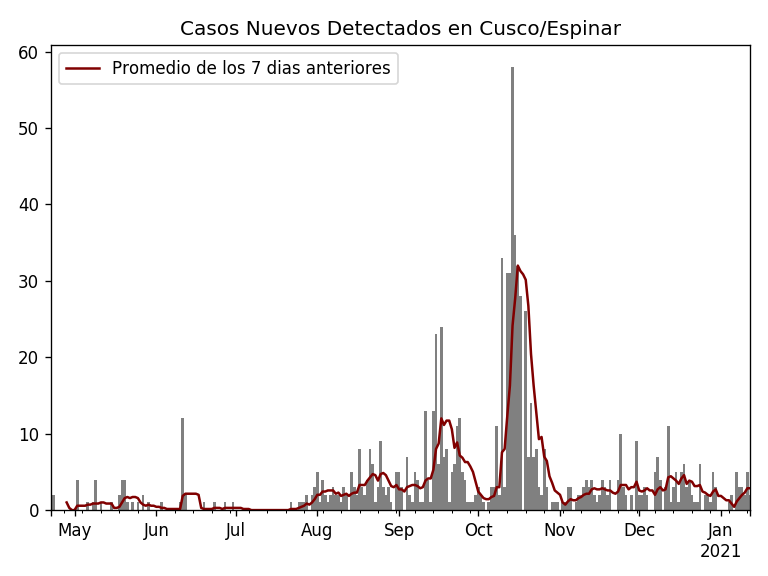 Casos Nuevos Detectados en Cusco/Espinar
Promedio de los 7 dias anteriores
60
50
40
30
20
10
0
May Jun Jul Aug Sep Oct Nov Dec Jan
2021